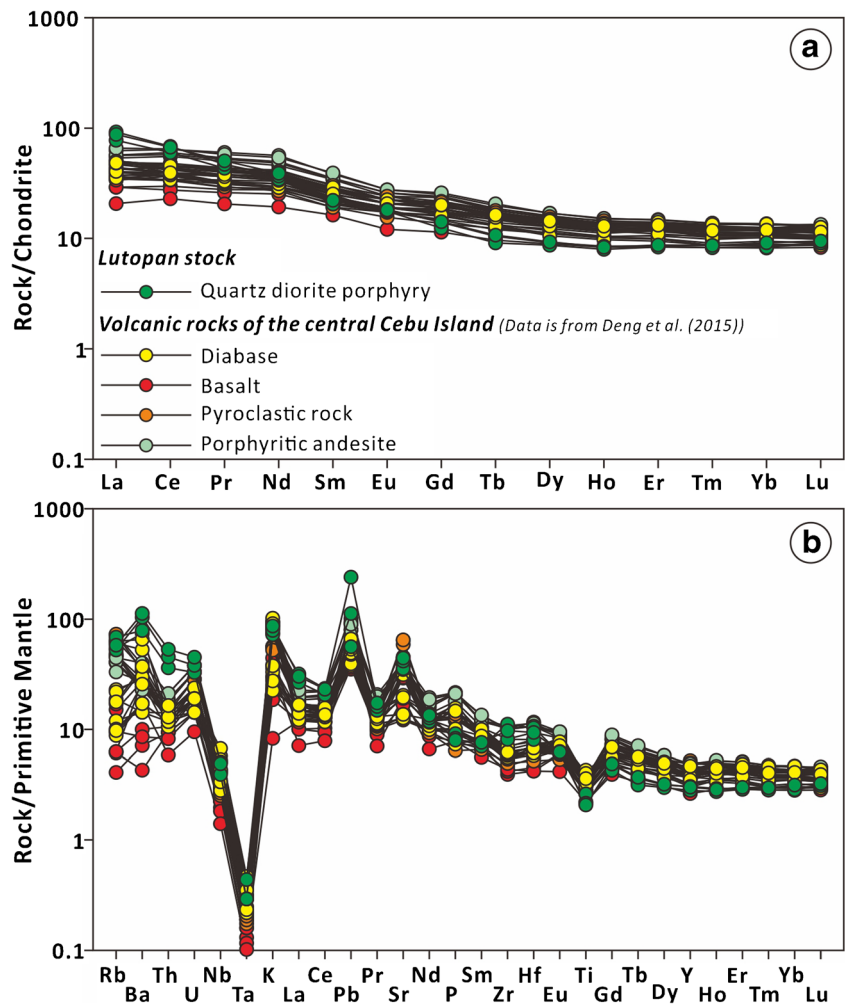 1000
a
100
10
1
0.1
Rock/Chondrite
Lutopan stock
Quartz diorite porphyry
Volcanic rocks of the central Cebu Island (Data is from Deng et al. (2015))
Diabase
Basalt
Pyroclastic rock
Porphyritic andesite
La Ce Pr Nd Sm Eu Gd Tb Dy Ho Er Tm Yb Lu
1000
b
100
10
1
0.1
Rock/Primitive Mantle
Rb Th Nb K Ce Pr Nd Sm Hf Ti Tb Y Er Yb
Ba U Ta La Pb Sr P Zr Eu Gd Dy Ho Tm Lu